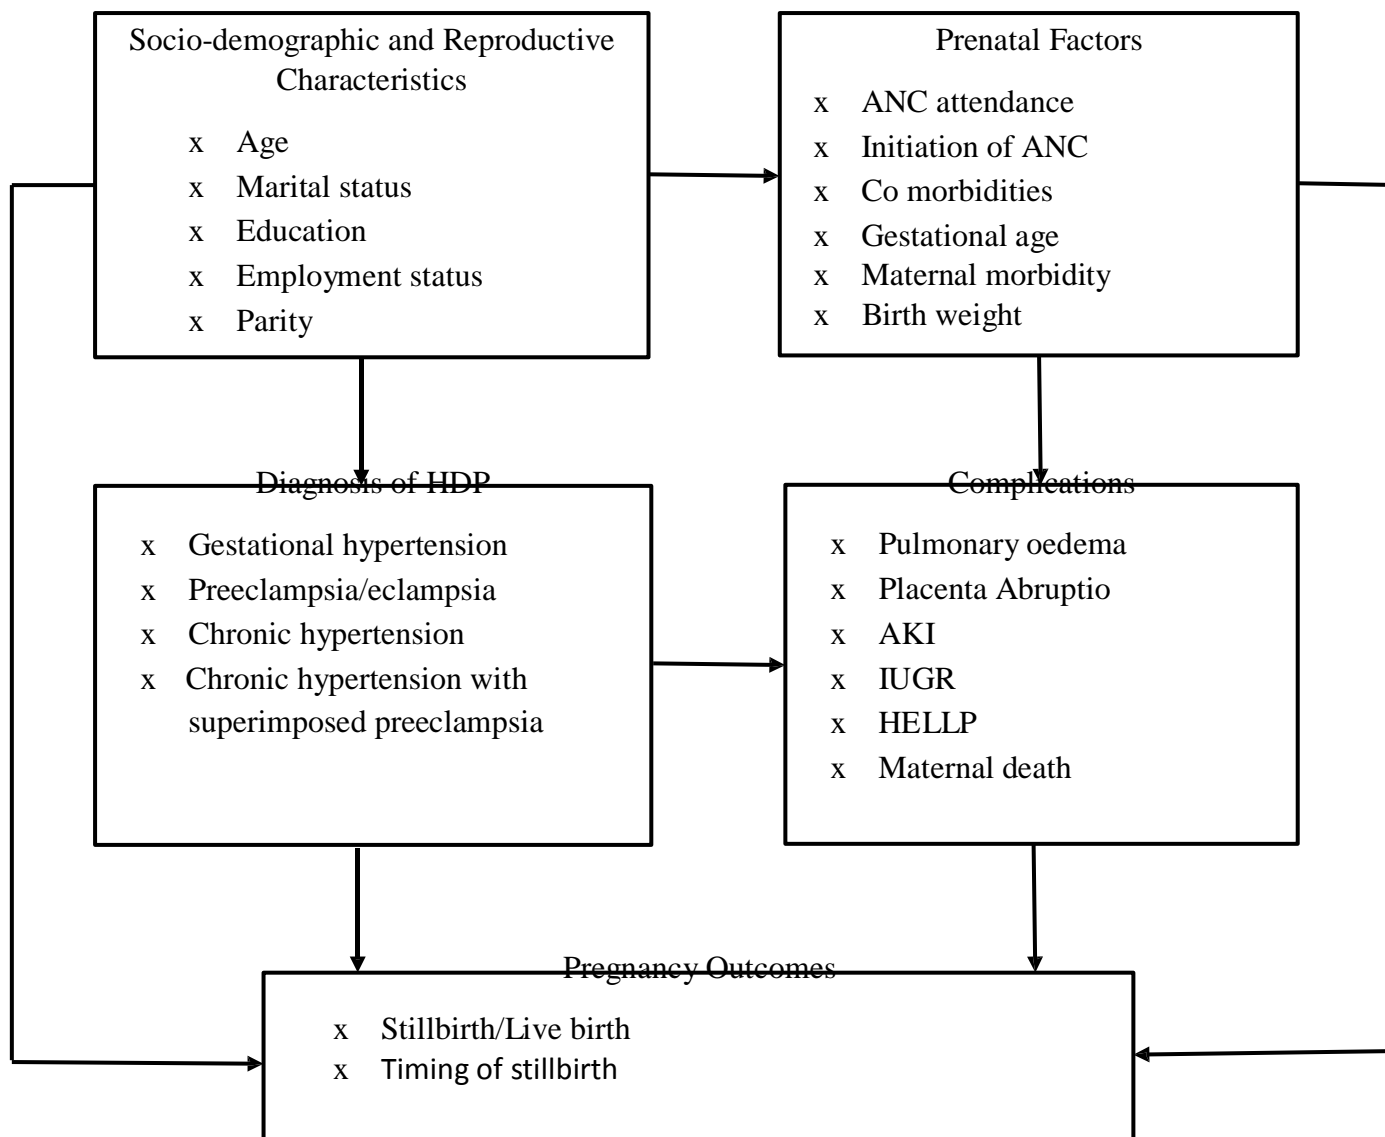 Socio-demographic and Reproductive
Characteristics
x Age
x Marital status
x Education
x Employment status
x Parity
Prenatal Factors
x ANC attendance
x Initiation of ANC
x Co morbidities
x Gestational age
x Maternal morbidity
x Birth weight
Diagnosis of HDP
x Gestational hypertension
x Preeclampsia/eclampsia
x Chronic hypertension
x Chronic hypertension with
superimposed preeclampsia
Complications
x Pulmonary oedema
x Placenta Abruptio
x AKI
x IUGR
x HELLP
x Maternal death
Pregnancy Outcomes
x Stillbirth/Live birth
x Timing of stillbirth